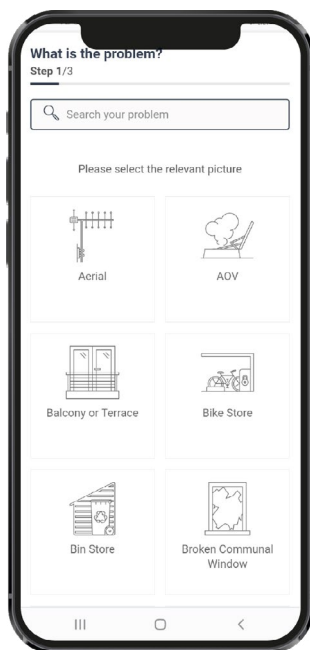 What is the problem?
Step 1/3
Search your problem
Please select the relevant picture
Aerial
AOV
Balcony or Terrace
Bike Store
Bin Store
Broken Communal
Window